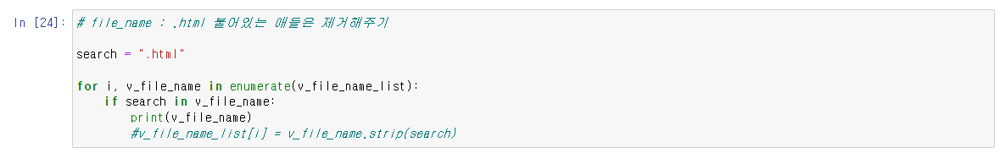 In [24]: # file_name : .html 붙어있는 애들은 제거해주기
search = ".html"
for i, v_file_name in enumerate(v_file_name_list):
if search in v_file_name:
print(v_file_name)
#v_file_name_list[i] = v_file_name.strip(search)